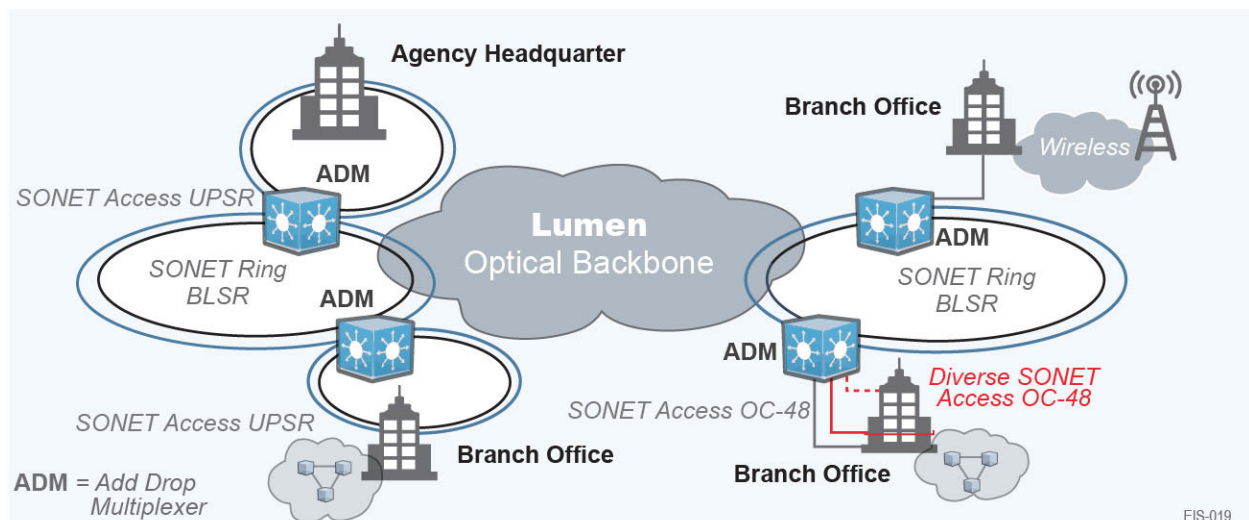 Agency Headquarter
ADM
SONET Access UPSR
SONET Ring
BLSR
ADM
SONET Access UPSR
Branch Office
ADM = Add Drop
Multiplexer
Lumen
Optical Backbone
Branch Office
Wireless
ADM
SONET Ring
BLSR
ADM
SONET Access OC-48
Diverse SONET
Access OC-48
Branch Office
EIS-019